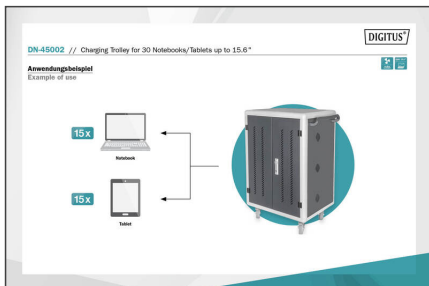 DIGITUS®
DN-45002 // Charging Trolley for 30 Notebooks/Tablets up to 15.6"
Anwendungsbeispiel
Example of use
15x
Notebook
15x
Tablet